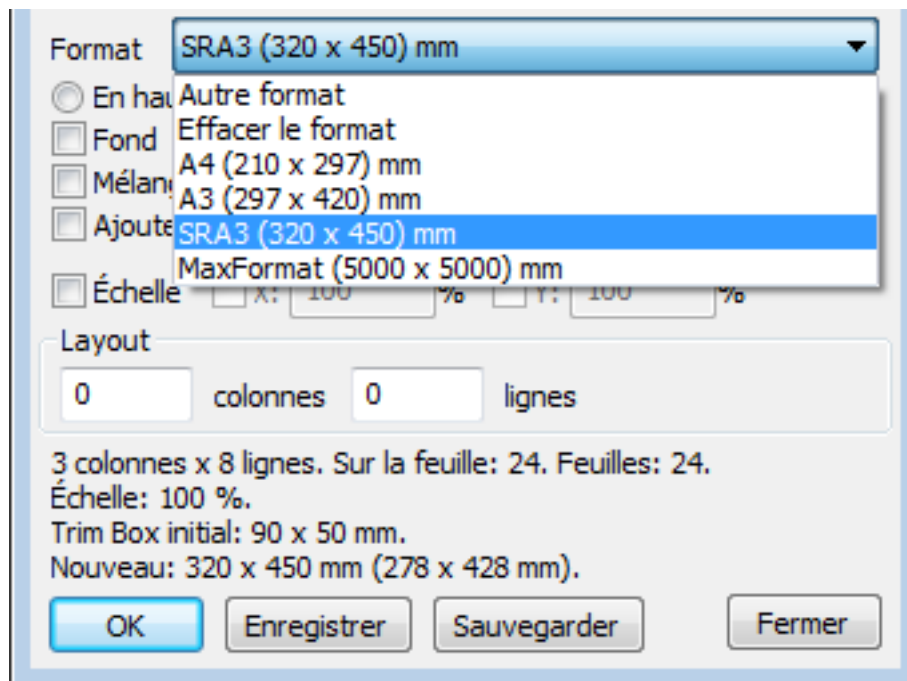 Format SRA3 (320 x 450) mm
En hau
Autre format
Fond
Effacer le format
Mélan
A4 (210 x 297) mm
A3 (297 x 420) mm
Ajoute
SRA3 (320 x 450) mm
MaxFormat (5000 x 5000) mm
Échelle X: 100 % Y: 100 %
Layout
0 colonnes 0 lignes
3 colonnes x 8 lignes. Sur la feuille: 24. Feuilles: 24.
Échelle: 100 %.
Trim Box initial: 90 x 50 mm.
Nouveau: 320 x 450 mm (278 x 428 mm).
OK Enregistrer Sauvegarder Fermer